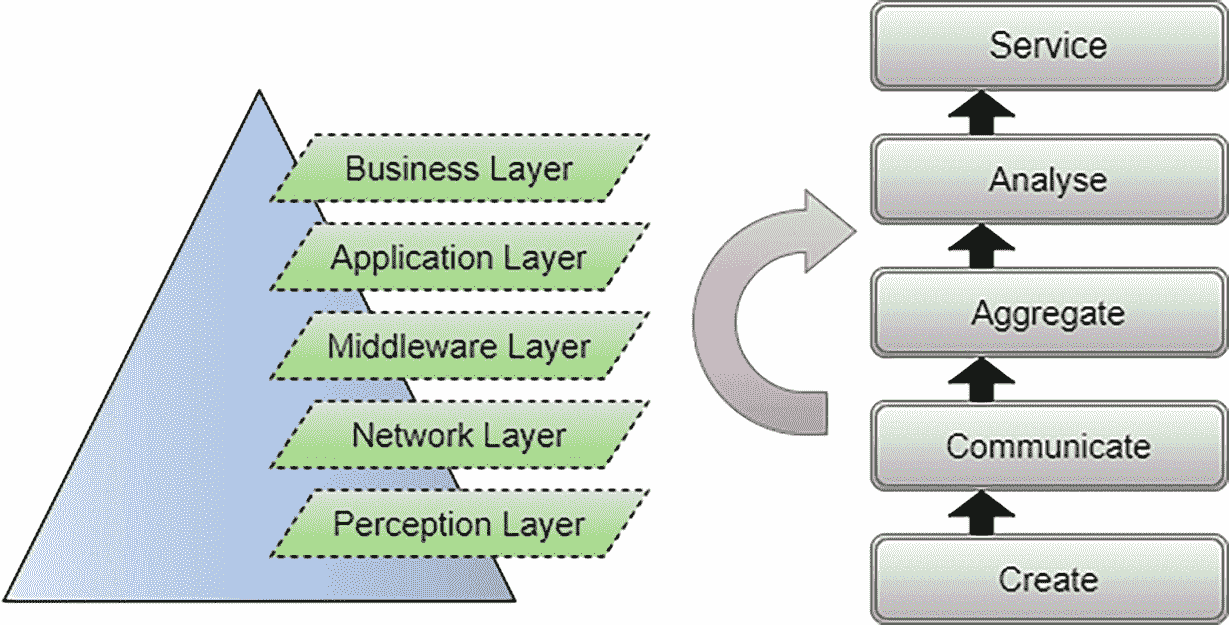 Business Layer
Application Layer
Middleware Layer
Network Layer
Perception Layer
Service
Analyse
Aggregate
Communicate
Create